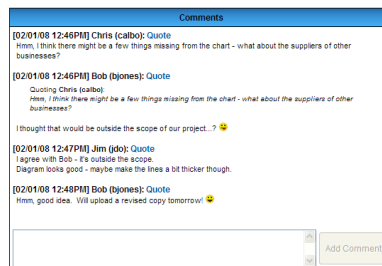 Comments
[02/01/08 12:46PM] Chris (calbo): Quote
Hmm, I think there might be a few things missing from the chart - what about the suppliers of other
businesses?
[02/01/08 12:46PM] Bob (bjones): Quote
Quoting Chris (calbo):
Hmm, I think there might be a few things missing from the chart - what about the suppliers of other
businesses?
I thought that would be outside the scope of our project...?
[02/01/08 12:47PM] Jim (jdo): Quote
I agree with Bob - it's outside the scope.
Diagram looks good - maybe make the lines a bit thicker though.
[02/01/08 12:48PM] Bob (bjones): Quote
Hmm, good idea. Will upload a revised copy tomorrow!
Add Comment